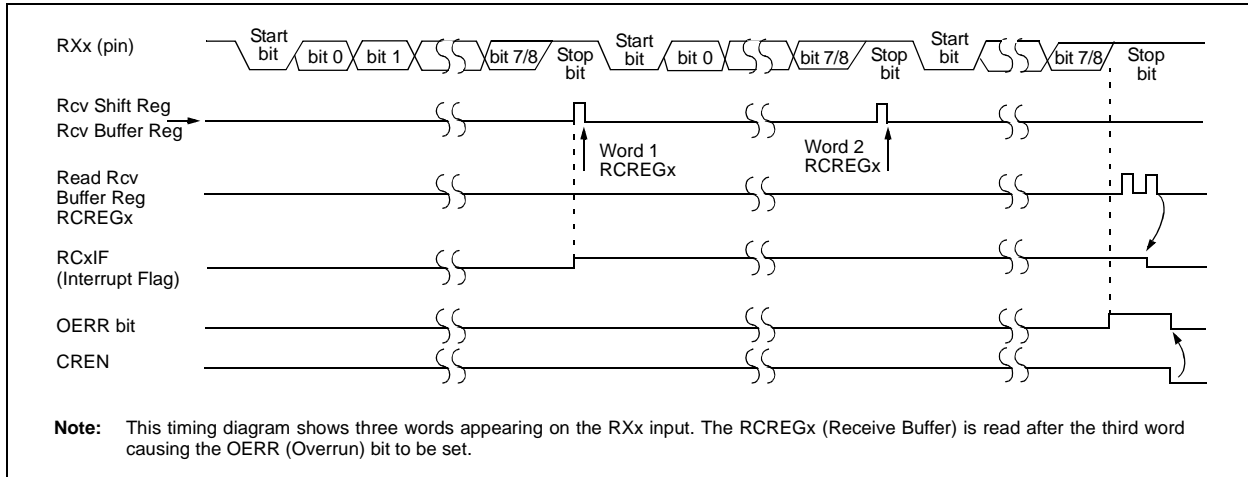 RXx (pin)
Start
bit
bit 0
bit 1
bit 7/8
Stop
bit
Start
bit
bit 0
bit 7/8
Stop
bit
Start
bit
bit 7/8
Stop
bit
Rcv Shift Reg
Rcv Buffer Reg
Word 1
RCREGx
Word 2
RCREGx
Read Rcv
Buffer Reg
RCREGx
RCxIF
(Interrupt Flag)
OERR bit
CREN
Note: This timing diagram shows three words appearing on the RXx input. The RCREGx (Receive Buffer) is read after the third word
causing the OERR (Overrun) bit to be set.